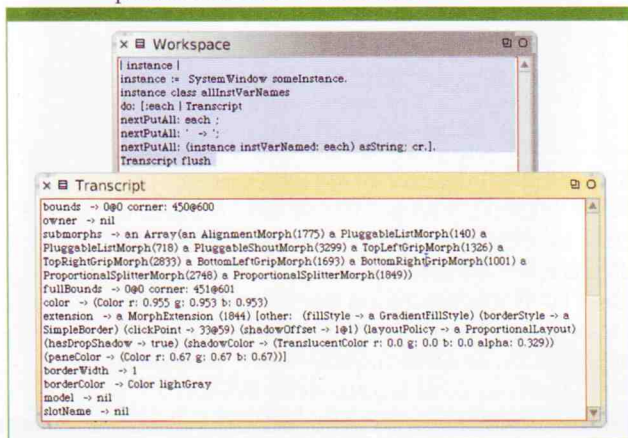 Workspace
| instance |
instance := SystemWindow someInstance.
instance class allInstVarNames
do: [:each | Transcript
nextPutAll: each ;
nextPutAll: ' -> ';
nextPutAll: (instance instVarNamed: each) asString; cr.].
Transcript flush
Transcript
bounds -> 0@0 corner: 450@600
owner -> nil
submorphs -> an Array(an AlignmentMorph(1775) a PluggableListMorph(140) a
PluggableListMorph(718) a PluggableShoutMorph(3299) a TopLeftGripMorph(1326) a
TopRightGripMorph(2833) a BottomLeftGripMorph(1693) a BottomRightGripMorph(1001) a
ProportionalSplitterMorph(2748) a ProportionalSplitterMorph(1849))
fullBounds -> 0@0 corner: 451@601
color -> (Color r: 0.955 g: 0.953 b: 0.953)
extension -> a MorphExtension (1844) [other: (fillStyle -> a GradientFillStyle) (borderStyle -> a
SimpleBorder) (clickPoint -> 33@59) (shadowOffset -> 1@1) (layoutPolicy -> a ProportionalLayout)
(hasDropShadow -> true) (shadowColor -> (TranslucentColor r: 0.0 g: 0.0 b: 0.0 alpha: 0.329))
(paneColor -> (Color r: 0.67 g: 0.67 b: 0.67))]
borderWidth -> 1
borderColor -> Color lightGray
model -> nil
slotName -> nil